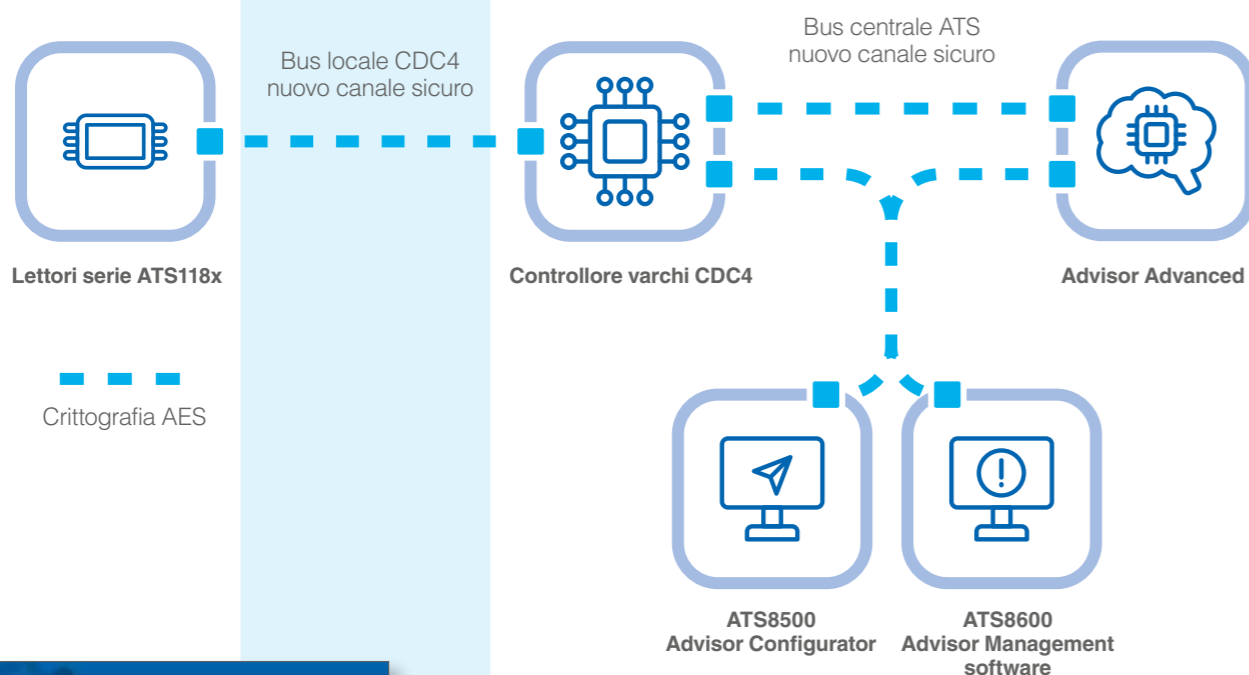 Bus locale CDC4
nuovo canale sicuro
Bus centrale ATS
nuovo canale sicuro
Lettori serie ATS118x
Controllore varchi CDC4
Advisor Advanced
Crittografia AES
ATS8500
Advisor Configurator
ATS8600
Advisor Management
software